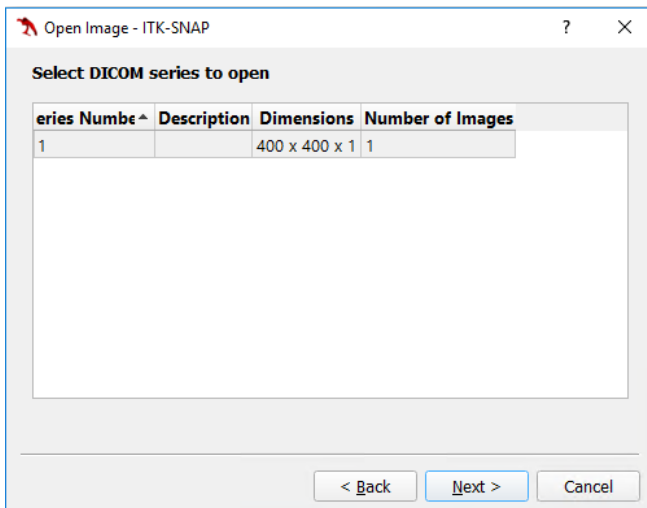 Open Image - ITK-SNAP ? ×
Select DICOM series to open
eries Numbe Description Dimensions Number of Images
1 400 x 400 x 1 1
< Back Next > Cancel